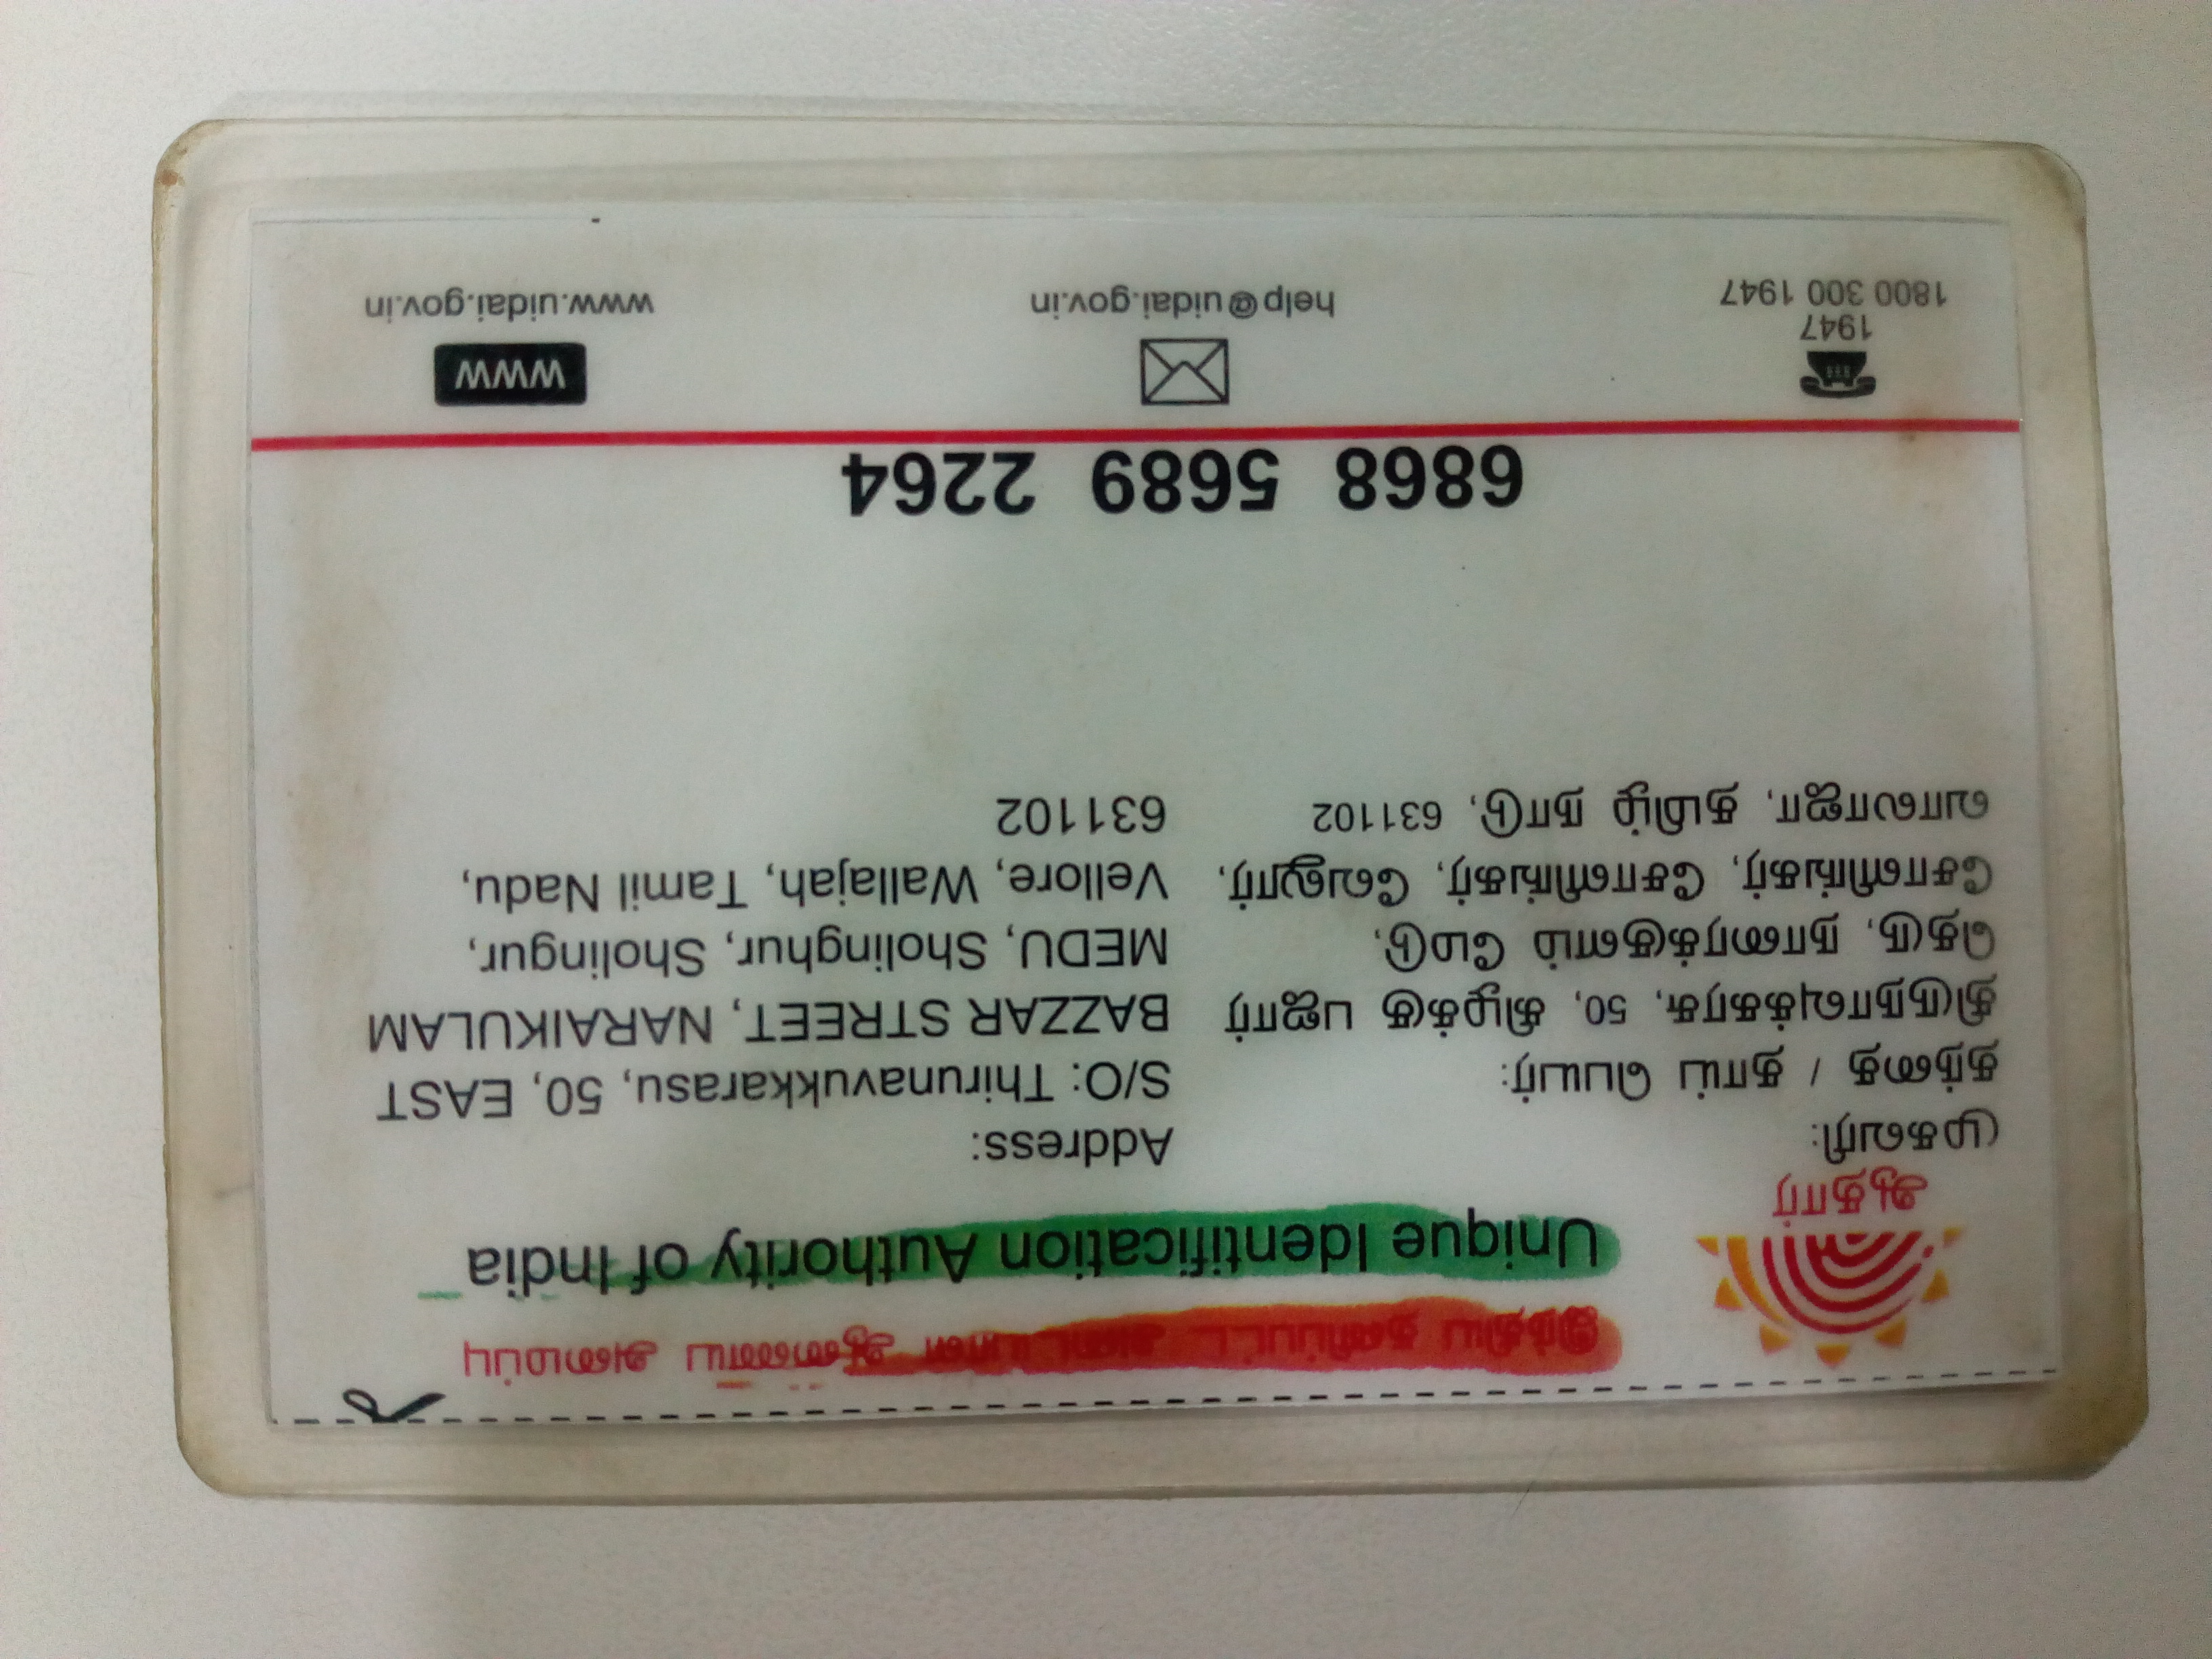 இந்திய தனிப்பட்ட அடையாள ஆணைய அமைப்பு
Unique Identification Authority of India
ஆதார்
முகவரி:
தந்தை / தாய் பெயர்:
திருநாவுக்கரசு, 50, கிழக்கு பஜார்
தெரு, நாரைக்குளம் மேடு,
சோளிங்கர், சோளிங்கர், வேலூர்,
வாலாஜா, தமிழ் நாடு, 631102
Address:
S/O: Thirunavukkarasu, 50, EAST
BAZZAR STREET, NARAIKULAM
MEDU, Sholinghur, Sholingur,
Vellore, Wallajah, Tamil Nadu,
631102
6868 5689 2264
1947
1800 300 1947
help@uidai.gov.in
WWW
www.uidai.gov.in